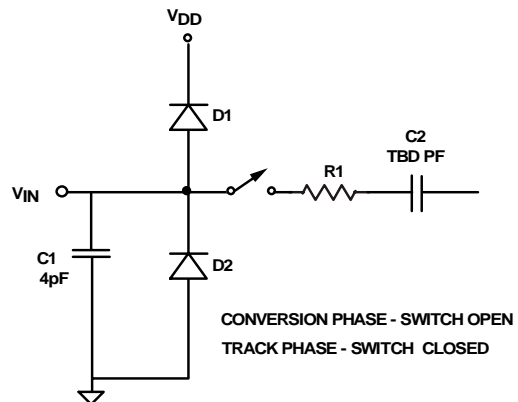 VDD
D1
C2
TBD PF
R1
VIN
C1
4pF
D2
CONVERSION PHASE - SWITCH OPEN
TRACK PHASE - SWITCH CLOSED